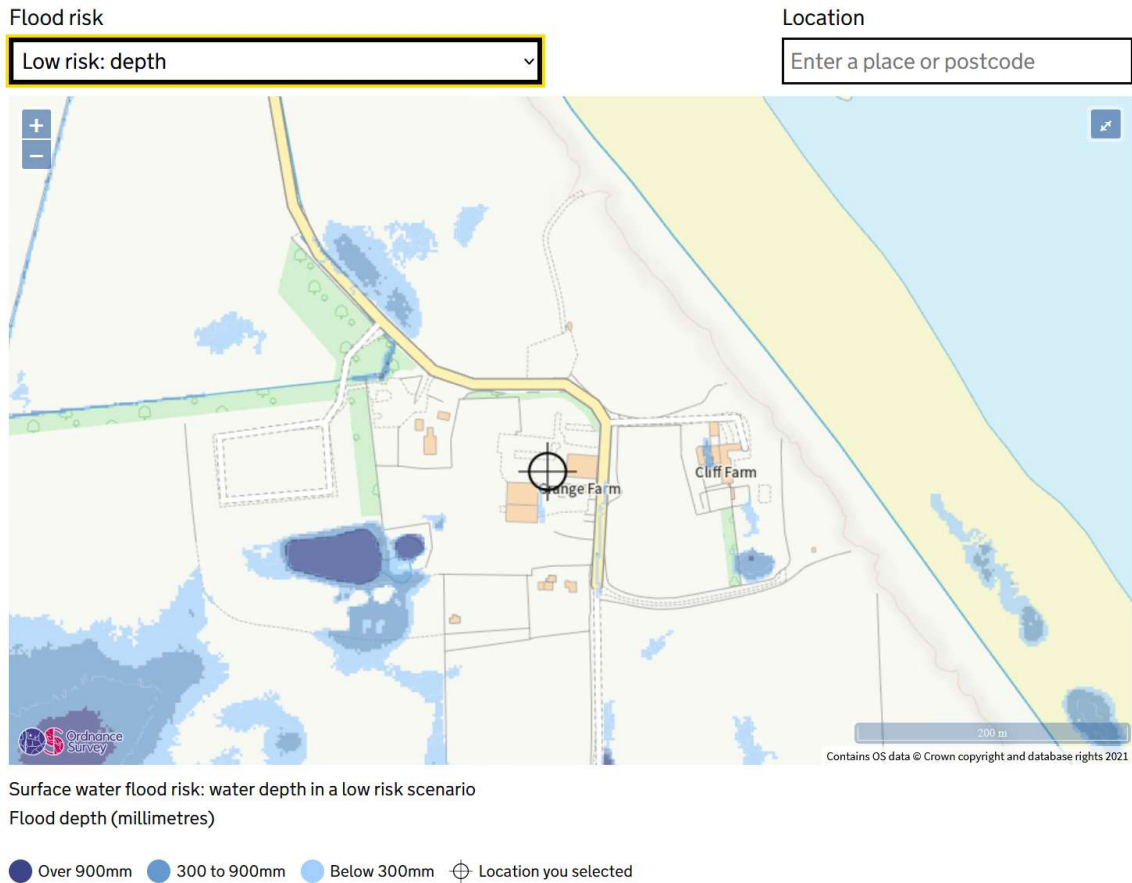 Flood risk
Location
Low risk: depth
Enter a place or postcode
+
−
Cliff Farm
Grange Farm
Ordnance
Survey
200 m
Contains OS data © Crown copyright and database rights 2021
Surface water flood risk: water depth in a low risk scenario
Flood depth (millimetres)
Over 900mm
300 to 900mm
Below 300mm
Location you selected